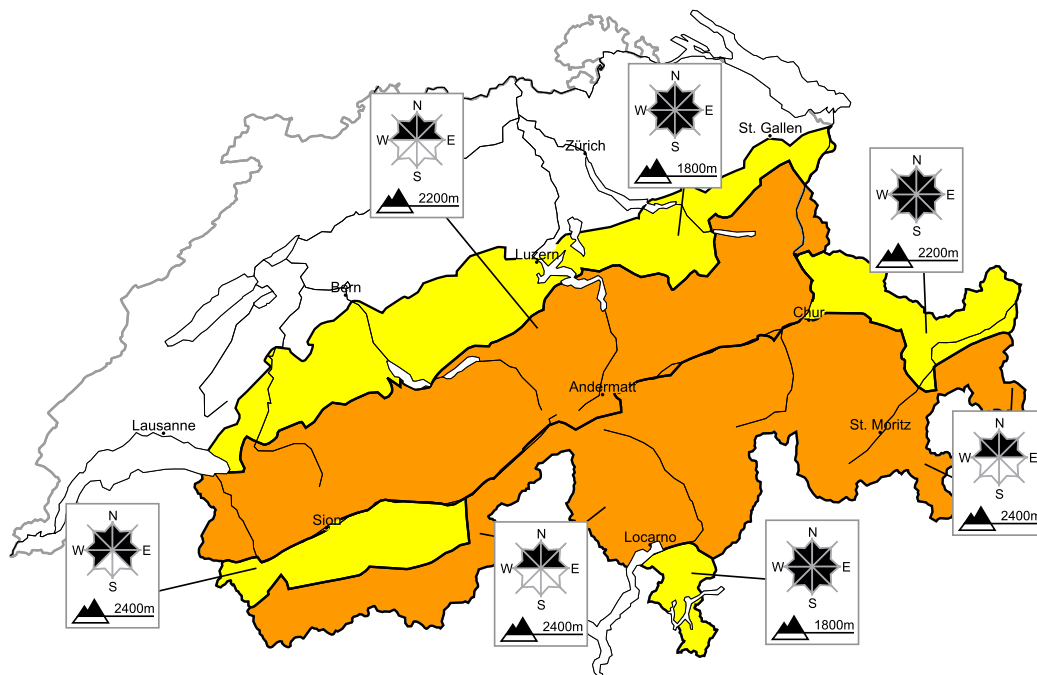 N
W E
S
1800m
St. Gallen
N
W E
S
2200m
Zürich
N
W E
S
2200m
Luzern
Bern
Chur
Andermatt
Lausanne
St. Moritz
N
W E
S
2400m
Sion
N
W E
S
2400m
N
W E
S
2400m
Locarno
N
W E
S
1800m